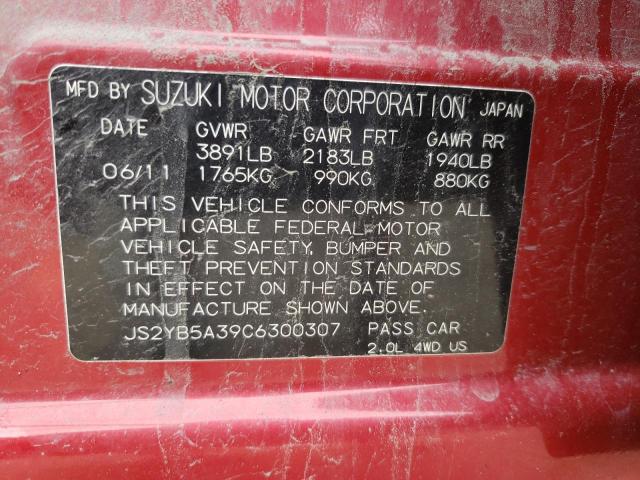 MFD BY SUZUKI MOTOR CORPORATION JAPAN
DATE GVWR GAWR FRT GAWR RR
3891LB 2183LB 1940LB
06/11 1765KG 990KG 880KG
THIS VEHICLE CONFORMS TO ALL
APPLICABLE FEDERAL MOTOR
VEHICLE SAFETY, BUMPER AND
THEFT PREVENTION STANDARDS
IN EFFECT ON THE DATE OF
MANUFACTURE SHOWN ABOVE.
JS2YB5A39C6300307 PASS CAR
2.0L 4WD US